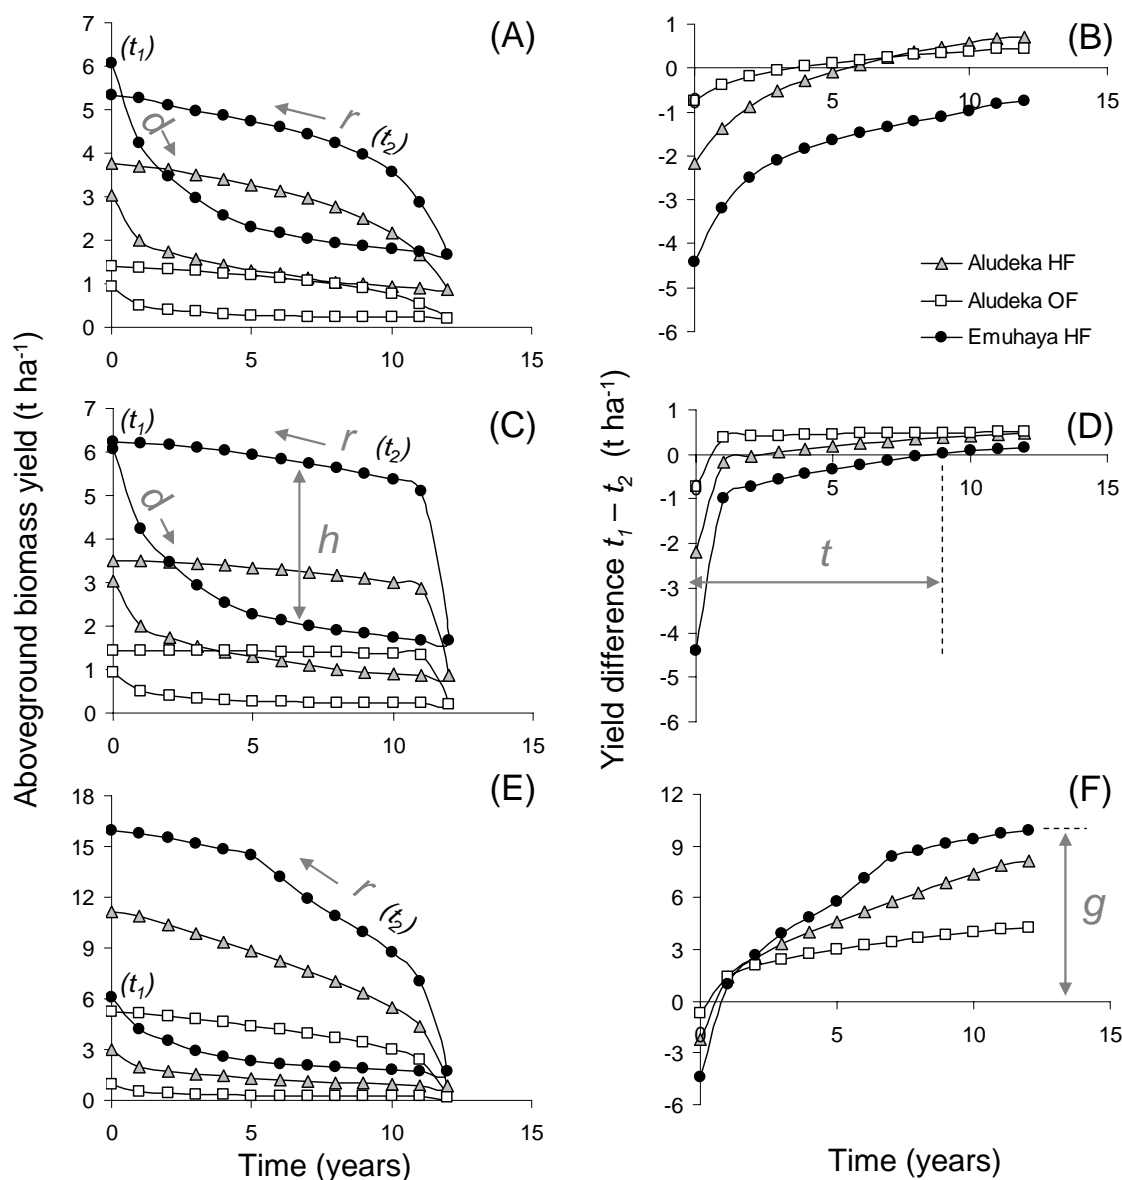 Aboveground biomass yield (t ha-1)
(A)
7
6
5
4
3
2
1
0
(t1)
d
r
(t2)
0
5
10
15
Yield difference t1 – t2 (t ha-1)
(B)
1
0
-1
-2
-3
-4
-5
-6
5
10
15
Aludeka HF
Aludeka OF
Emuhaya HF
(C)
7
6
5
4
3
2
1
0
(t1)
d
r
(t2)
h
0
5
10
15
(D)
1
0
-1
-2
-3
-4
-5
-6
5
10
15
t
(E)
18
15
12
9
6
3
0
(t1)
r
(t2)
0
5
10
15
Time (years)
(F)
12
9
6
3
0
-3
-6
5
10
15
g
Time (years)